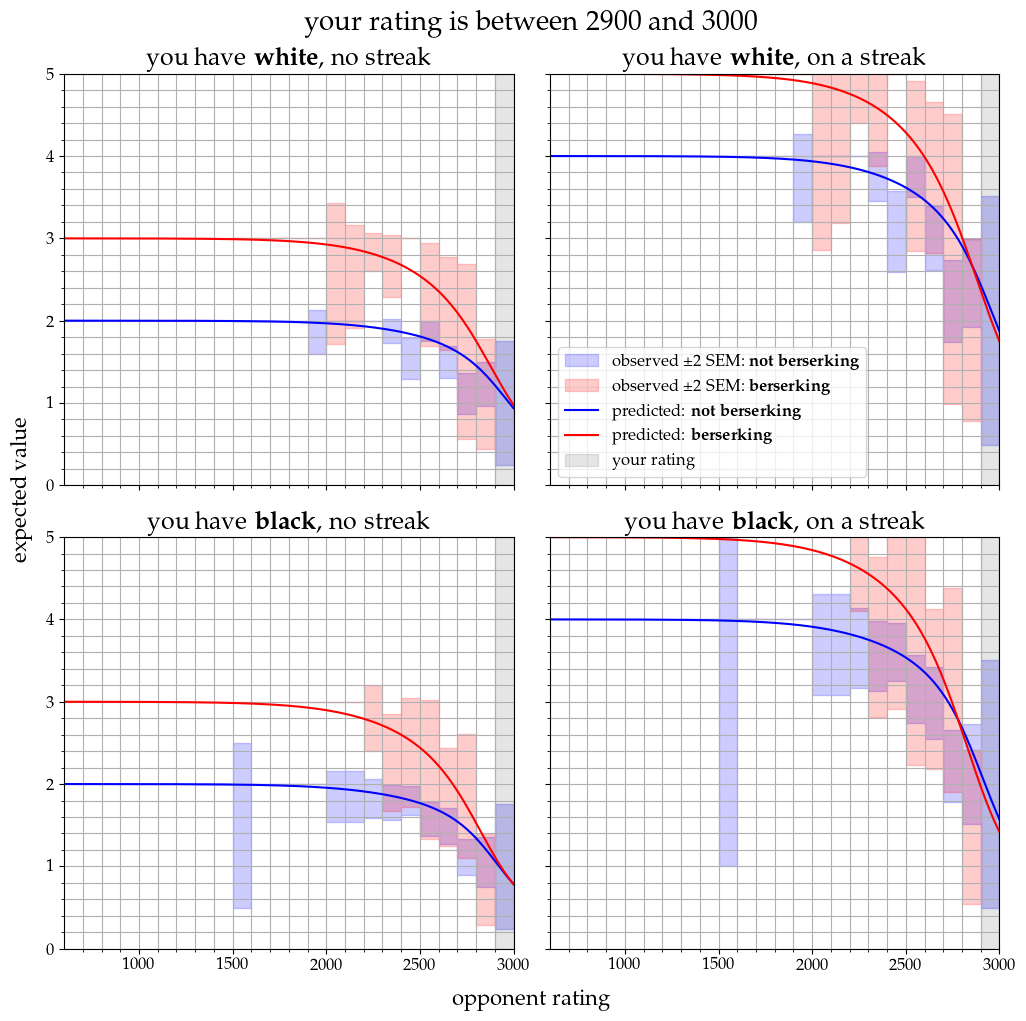 your rating is between 2900 and 3000
you have white, no streak
you have white, on a streak
5
4
3
2
1
0
observed ±2 SEM: not berserking
observed ±2 SEM: berserking
predicted: not berserking
predicted: berserking
your rating
expected value
you have black, no streak
you have black, on a streak
5
4
3
2
1
0
1000 1500 2000 2500 3000
1000 1500 2000 2500 3000
opponent rating